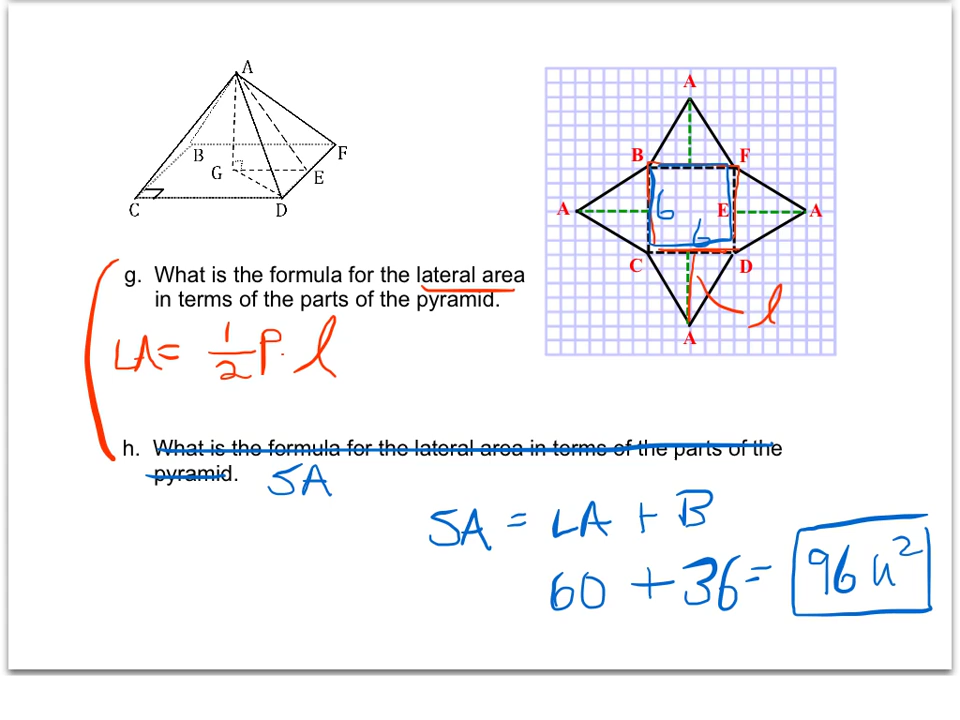 A
B
F
G
E
C
D
A
B
F
A
6
E
A
6
C
D
l
A
g. What is the formula for the lateral area
in terms of the parts of the pyramid.
LA = 1/2 P. l
h. What is the formula for the lateral area in terms of the parts of the
pyramid. SA
SA = LA + B
60 + 36 = 96 u²